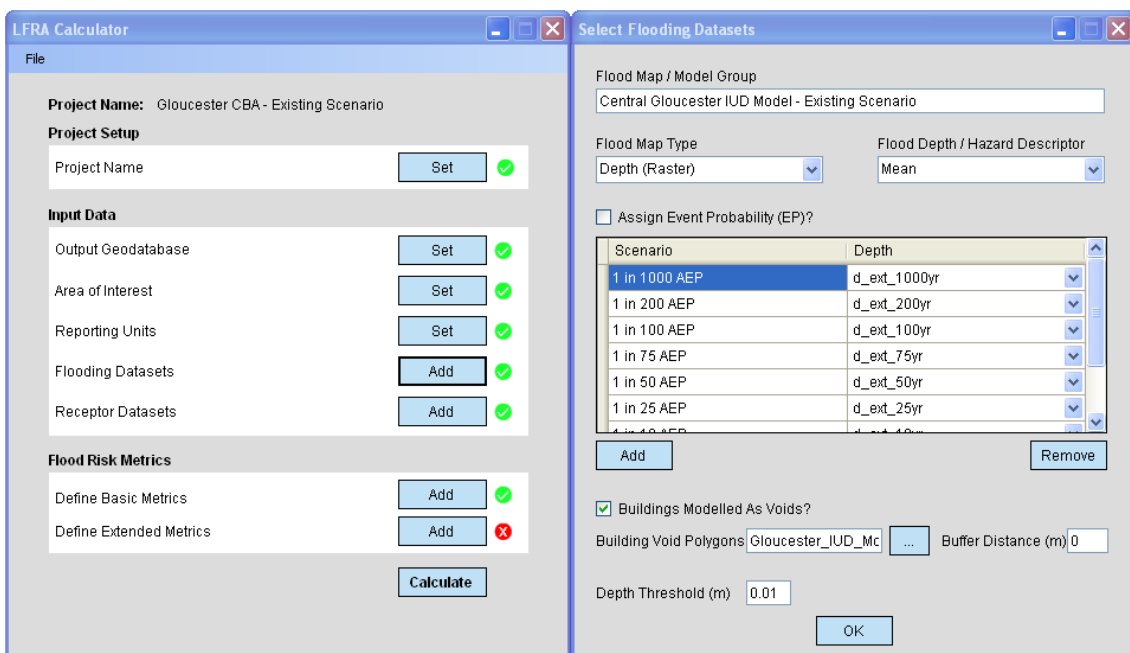 LFRA Calculator
File
Project Name: Gloucester CBA - Existing Scenario
Project Setup
Project Name Set
Input Data
Output Geodatabase Set
Area of Interest Set
Reporting Units Set
Flooding Datasets Add
Receptor Datasets Add
Flood Risk Metrics
Define Basic Metrics Add
Define Extended Metrics Add
Calculate
Select Flooding Datasets
Flood Map / Model Group
Central Gloucester IUD Model - Existing Scenario
Flood Map Type Flood Depth / Hazard Descriptor
Depth (Raster) Mean
Assign Event Probability (EP)?
Scenario Depth
1 in 1000 AEP d_ext_1000yr
1 in 200 AEP d_ext_200yr
1 in 100 AEP d_ext_100yr
1 in 75 AEP d_ext_75yr
1 in 50 AEP d_ext_50yr
1 in 25 AEP d_ext_25yr
Add Remove
Buildings Modelled As Voids?
Building Void Polygons Gloucester_IUD_Mo ... Buffer Distance (m) 0
Depth Threshold (m) 0.01
OK